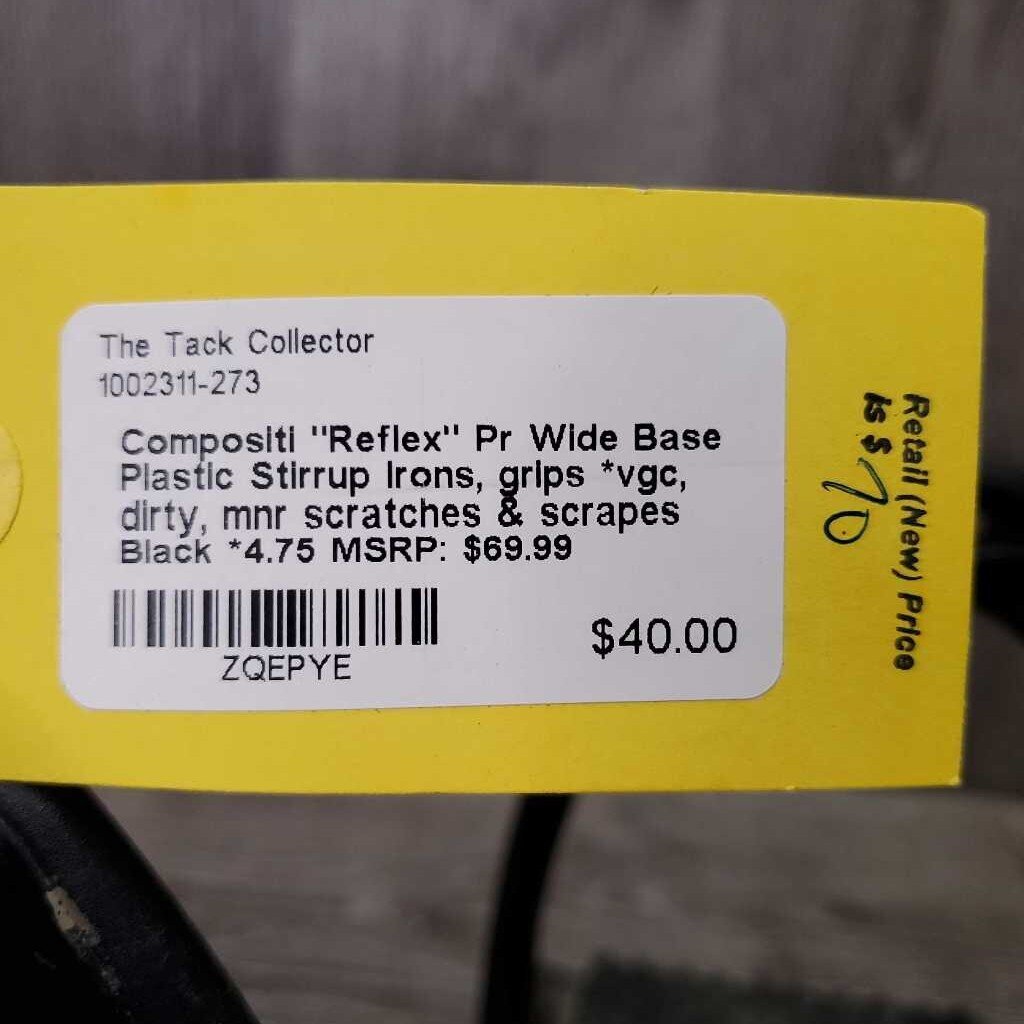 The Tack Collector
1002311-273
Compositi "Reflex" Pr Wide Base
Plastic Stirrup Irons, grips *vgc,
dirty, mnr scratches & scrapes
Black *4.75 MSRP: $69.99
ZQEPYE
$40.00
Retail (New) Price
is $ 70